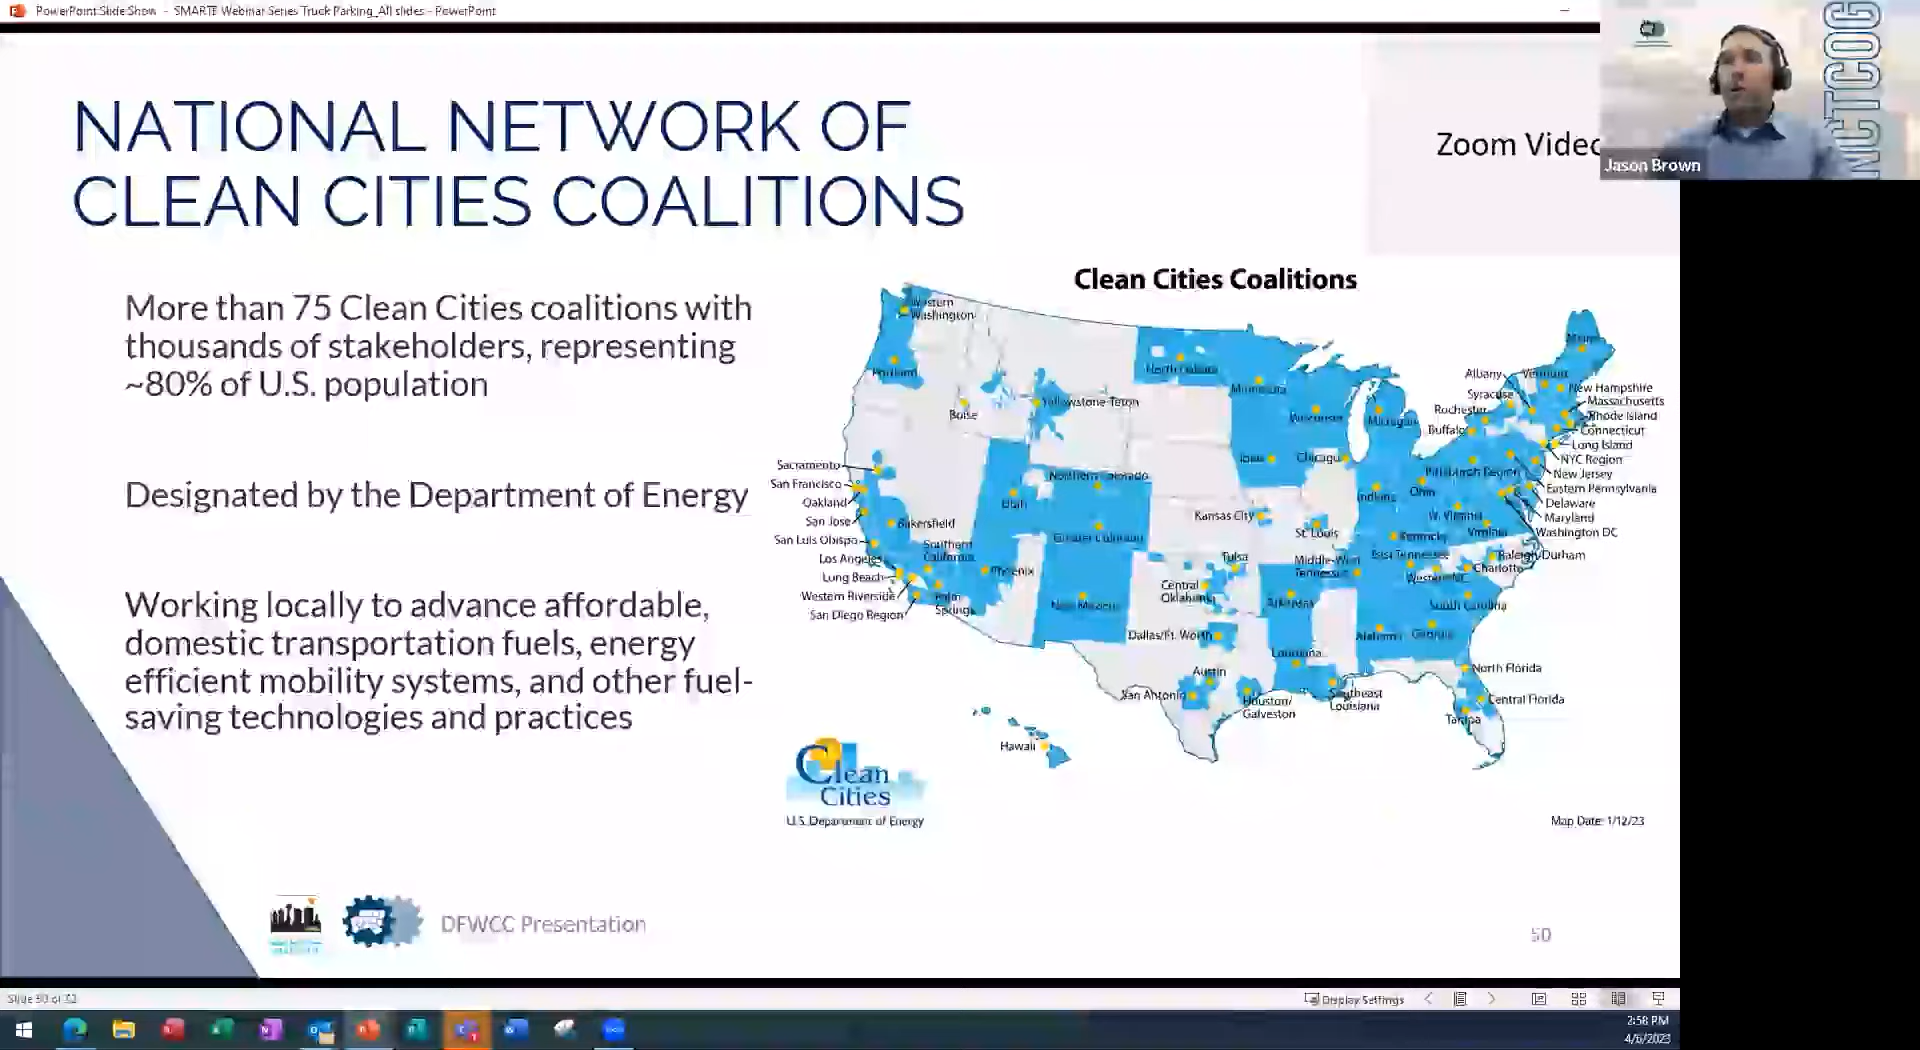 PowerPoint Slide Show - SMARTE Webinar Series Truck Parking_All slides - PowerPoint
NCTCOG
Jason Brown
Zoom Video
NATIONAL NETWORK OF
CLEAN CITIES COALITIONS
More than 75 Clean Cities coalitions with
thousands of stakeholders, representing
~80% of U.S. population
Designated by the Department of Energy
Working locally to advance affordable,
domestic transportation fuels, energy
efficient mobility systems, and other fuel-
saving technologies and practices
Clean Cities Coalitions
Western
Washington
Portland
Boise
Yellowstone-Teton
North Dakota
Minnesota
Wisconsin
Michigan
Iowa
Chicago
Maine
Albany
Vermont
Syracuse
New Hampshire
Massachusetts
Rochester
Rhode Island
Buffalo
Connecticut
Long Island
NYC Region
New Jersey
Pittsburgh Region
Eastern Pennsylvania
Delaware
Maryland
Washington DC
Sacramento
San Francisco
Oakland
San Jose
Bakersfield
San Luis Obispo
Southern
California
Los Angeles
Lung Beach
Western Riverside
Palm
Springs
San Diego Region
Phoenix
Utah
Northern Colorado
Greater Colorado
New Mexico
Kansas City
St. Louis
Indiana
Ohio
W. Virginia
Virginia
Kentucky
East Tennessee
Middle-West
Tennessee
Raleigh/Durham
Charlotte
Western NC
South Carolina
Tulsa
Central
Oklahoma
Arkansas
Dallas/Ft. Worth
Alabama
Georgia
Louisiana
Austin
San Antonio
Houston/
Galveston
Southeast
Louisiana
North Florida
Central Florida
Tampa
Hawaii
Clean
Cities
U.S. Department of Energy
Map Date: 1/12/23
DFWCC Presentation
50
Display Settings
2:58 PM
4/6/2023